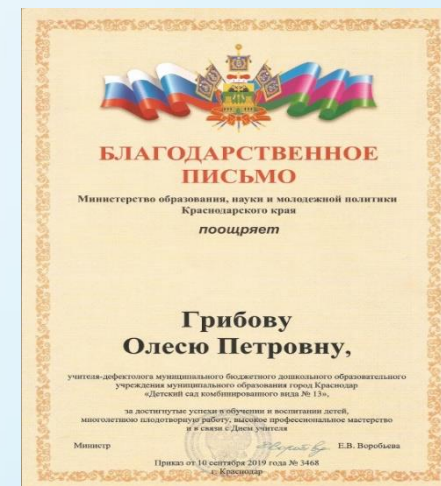 БЛАГОДАРСТВЕННОЕ
ПИСЬМО
Министерство образования, науки и молодежной политики
Краснодарского края
поощряет
Грибову
Олесю Петровну,
учителя-дефектолога муниципального бюджетного дошкольного образовательного
учреждения муниципального образования город Краснодар
«Детский сад комбинированного вида № 13»,
за достигнутые успехи в обучении и воспитании детей,
многолетнюю плодотворную работу, высокое профессиональное мастерство
и в связи с Днем учителя
Министр Е.В. Воробьева
Приказ от 10 сентября 2019 года № 3468
г. Краснодар